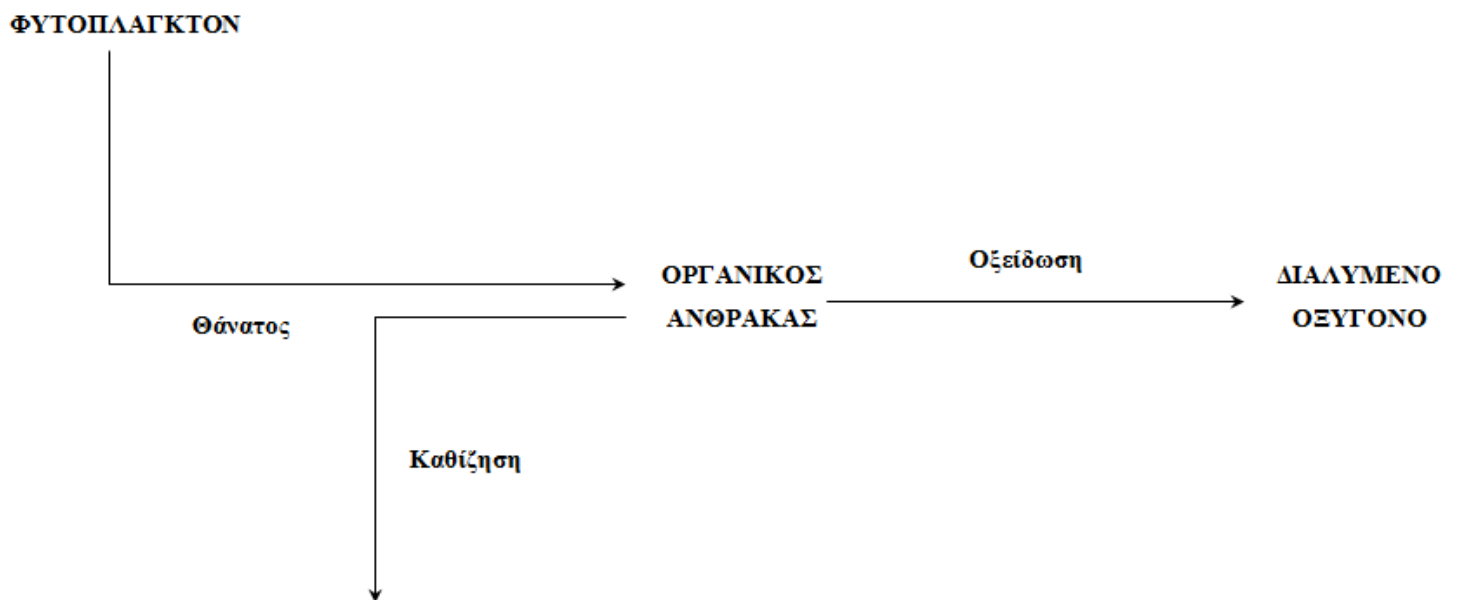 ΦΥΤΟΠΛΑΓΚΤΟΝ
Οξείδωση
ΟΡΓΑΝΙΚΟΣ
ΑΝΘΡΑΚΑΣ
ΔΙΑΛΥΜΕΝΟ
ΟΞΥΓΟΝΟ
Θάνατος
Καθίζηση